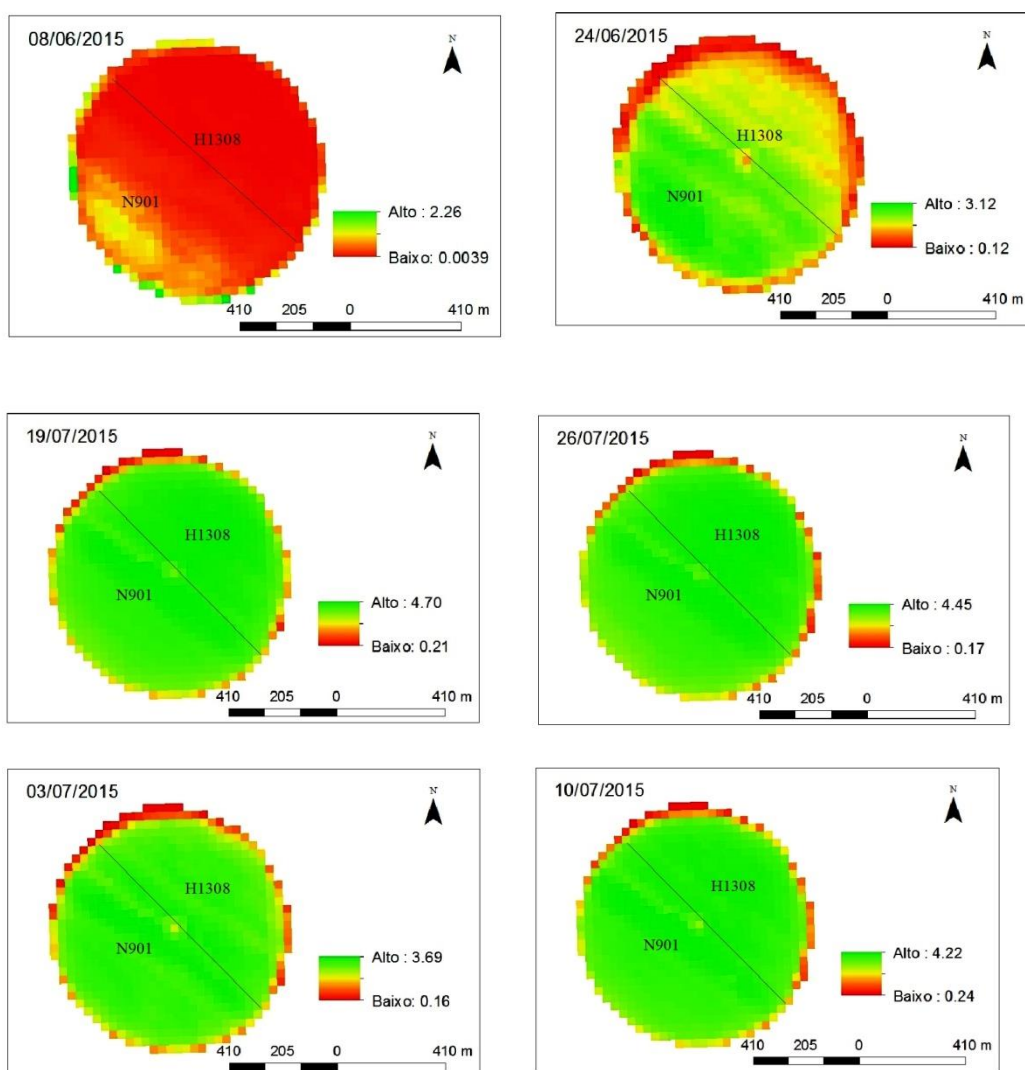 08/06/2015
N
H1308
N901
Alto : 2.26
Baixo: 0.0039
410 205 0 410 m
24/06/2015
N
H1308
N901
Alto : 3.12
Baixo : 0.12
410 205 0 410 m
19/07/2015
N
H1308
N901
Alto : 4.70
Baixo: 0.21
410 205 0 410 m
26/07/2015
N
H1308
N901
Alto : 4.45
Baixo : 0.17
410 205 0 410 m
03/07/2015
N
H1308
N901
Alto : 3.69
Baixo : 0.16
410 205 0 410 m
10/07/2015
N
H1308
N901
Alto : 4.22
Baixo : 0.24
410 205 0 410 m